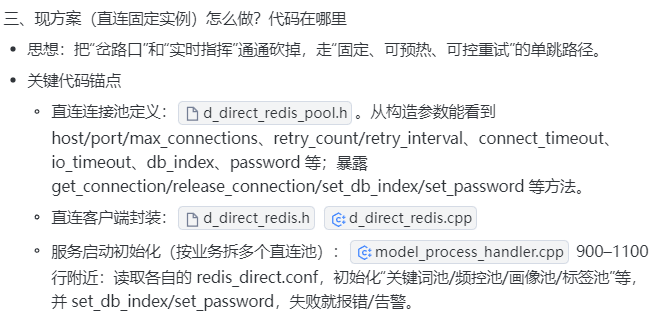 三、现方案（直连固定实例）怎么做？代码在哪里
• 思想：把“岔路口”和“实时指挥”通通砍掉，走“固定、可预热、可控重试”的单跳路径。
• 关键代码锚点
◦ 直连连接池定义： d_direct_redis_pool.h 。从构造参数能看到
host/port/max_connections、retry_count/retry_interval、connect_timeout、
io_timeout、db_index、password 等；暴露
get_connection/release_connection/set_db_index/set_password 等方法。
◦ 直连客户端封装： d_direct_redis.h d_direct_redis.cpp
◦ 服务启动初始化（按业务拆多个直连池）： model_process_handler.cpp 900–1100
行附近：读取各自的 redis_direct.conf，初始化“关键词池/频控池/画像池/标签池”等，
并 set_db_index/set_password，失败就报错/告警。